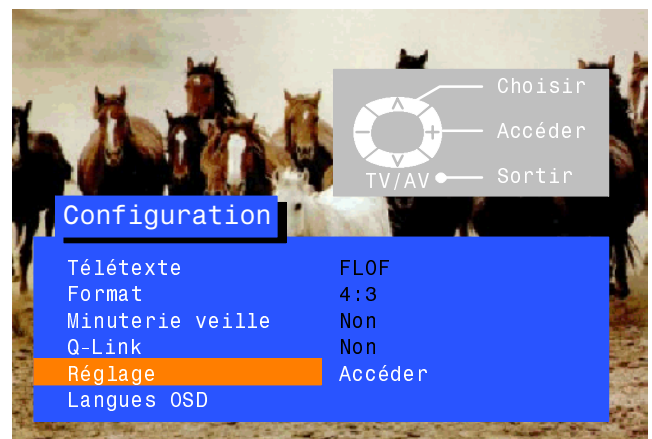 Choisir
Accéder
TV/AV Sortir
Configuration
Télétexte FLOF
Format 4:3
Minuterie veille Non
Q-Link Non
Réglage Accéder
Langues OSD